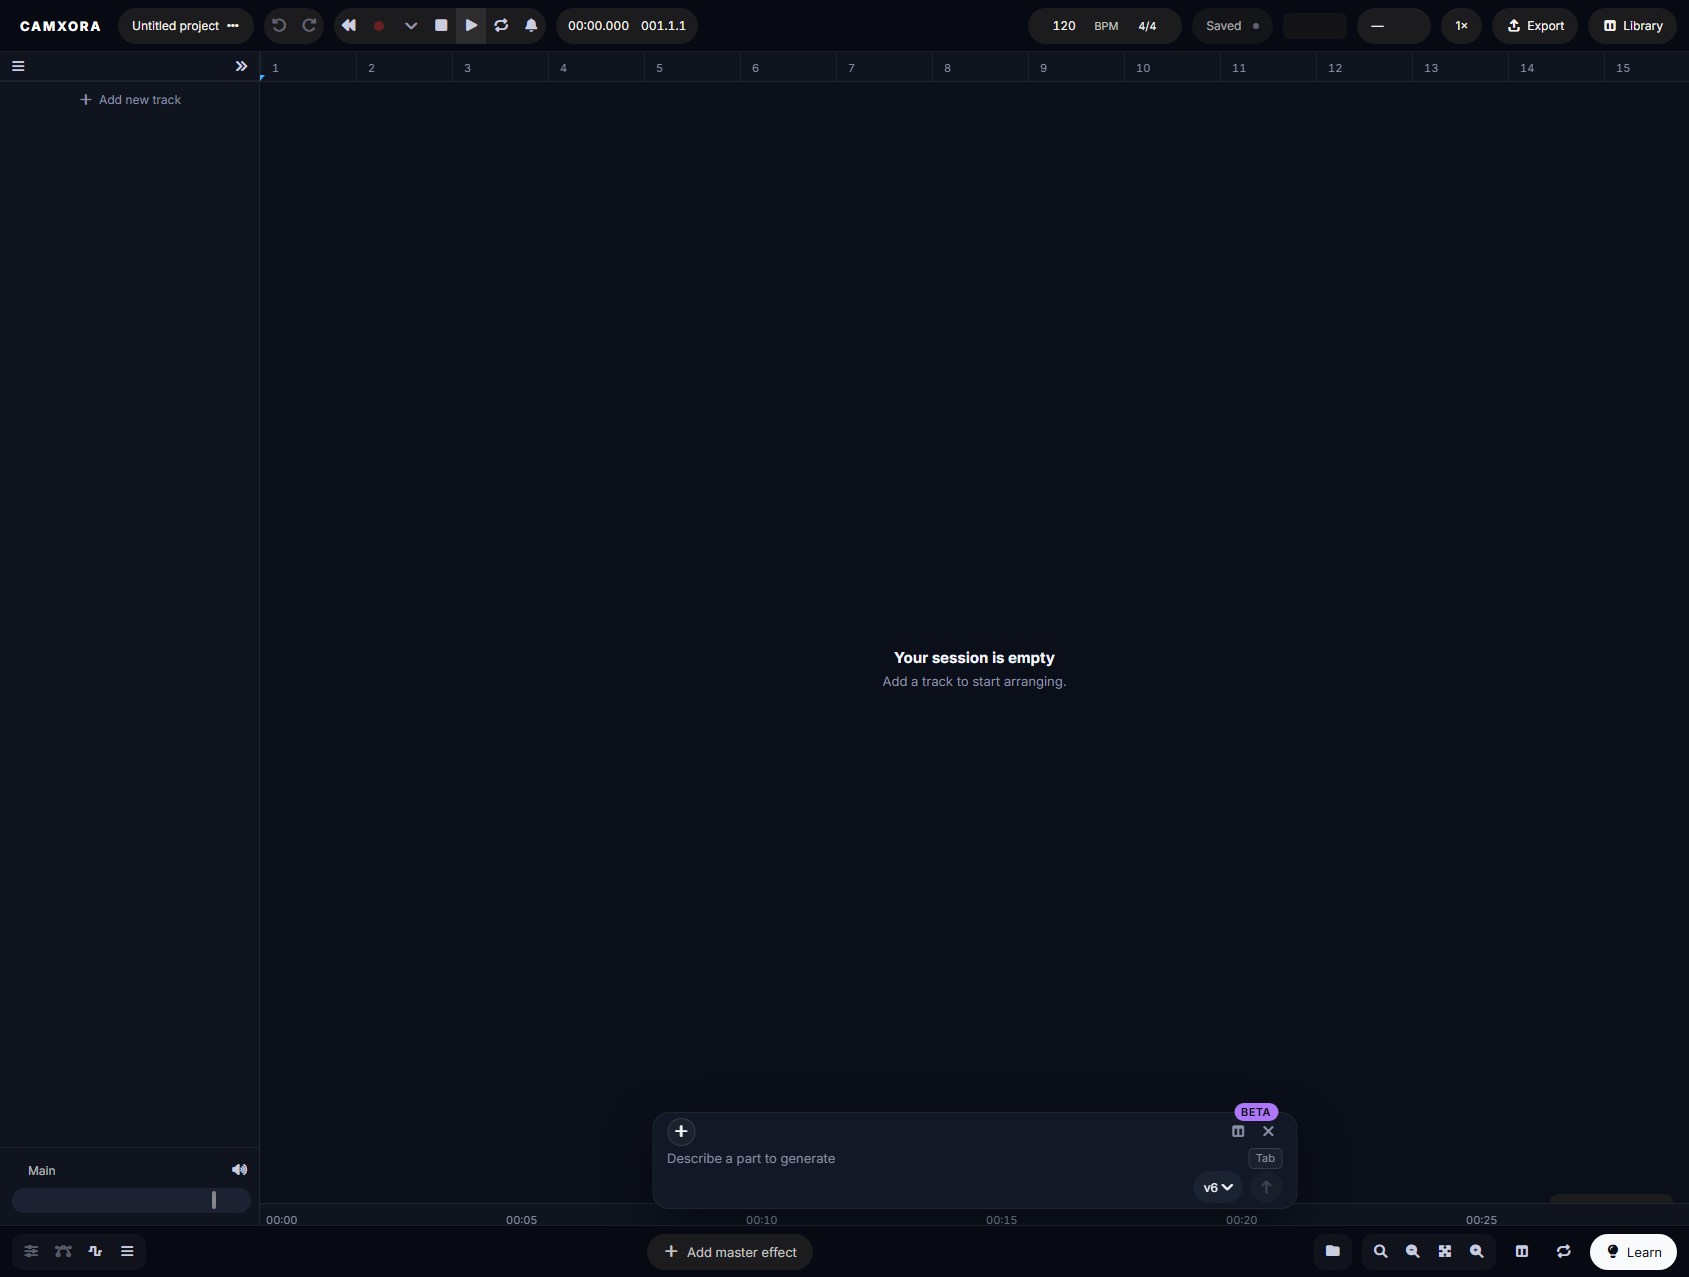 CAMXORA Untitled project 00:00.000 001.1.1 120 BPM 4/4 Saved 1× Export Library
1 2 3 4 5 6 7 8 9 10 11 12 13 14 15
Add new track
Your session is empty
Add a track to start arranging.
BETA
Describe a part to generate Tab
Main
v6
00:00 00:05 00:10 00:15 00:20 00:25
Add master effect Learn